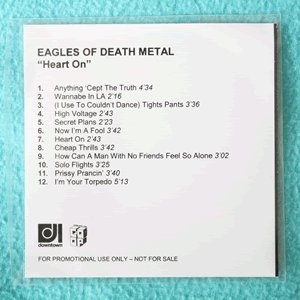 EAGLES OF DEATH METAL
“Heart On”
1. Anything ‘Cept The Truth 4’34
2. Wannabe In LA 2’16
3. (I Use To Couldn’t Dance) Tights Pants 3’36
4. High Voltage 2’43
5. Secret Plans 2’23
6. Now I’m A Fool 3’42
7. Heart On 2’43
8. Cheap Thrills 3’42
9. How Can A Man With No Friends Feel So Alone 3’02
10. Solo Flights 3’25
11. Prissy Prancin’ 3’40
12. I’m Your Torpedo 5’13
downtown
FOR PROMOTIONAL USE ONLY – NOT FOR SALE